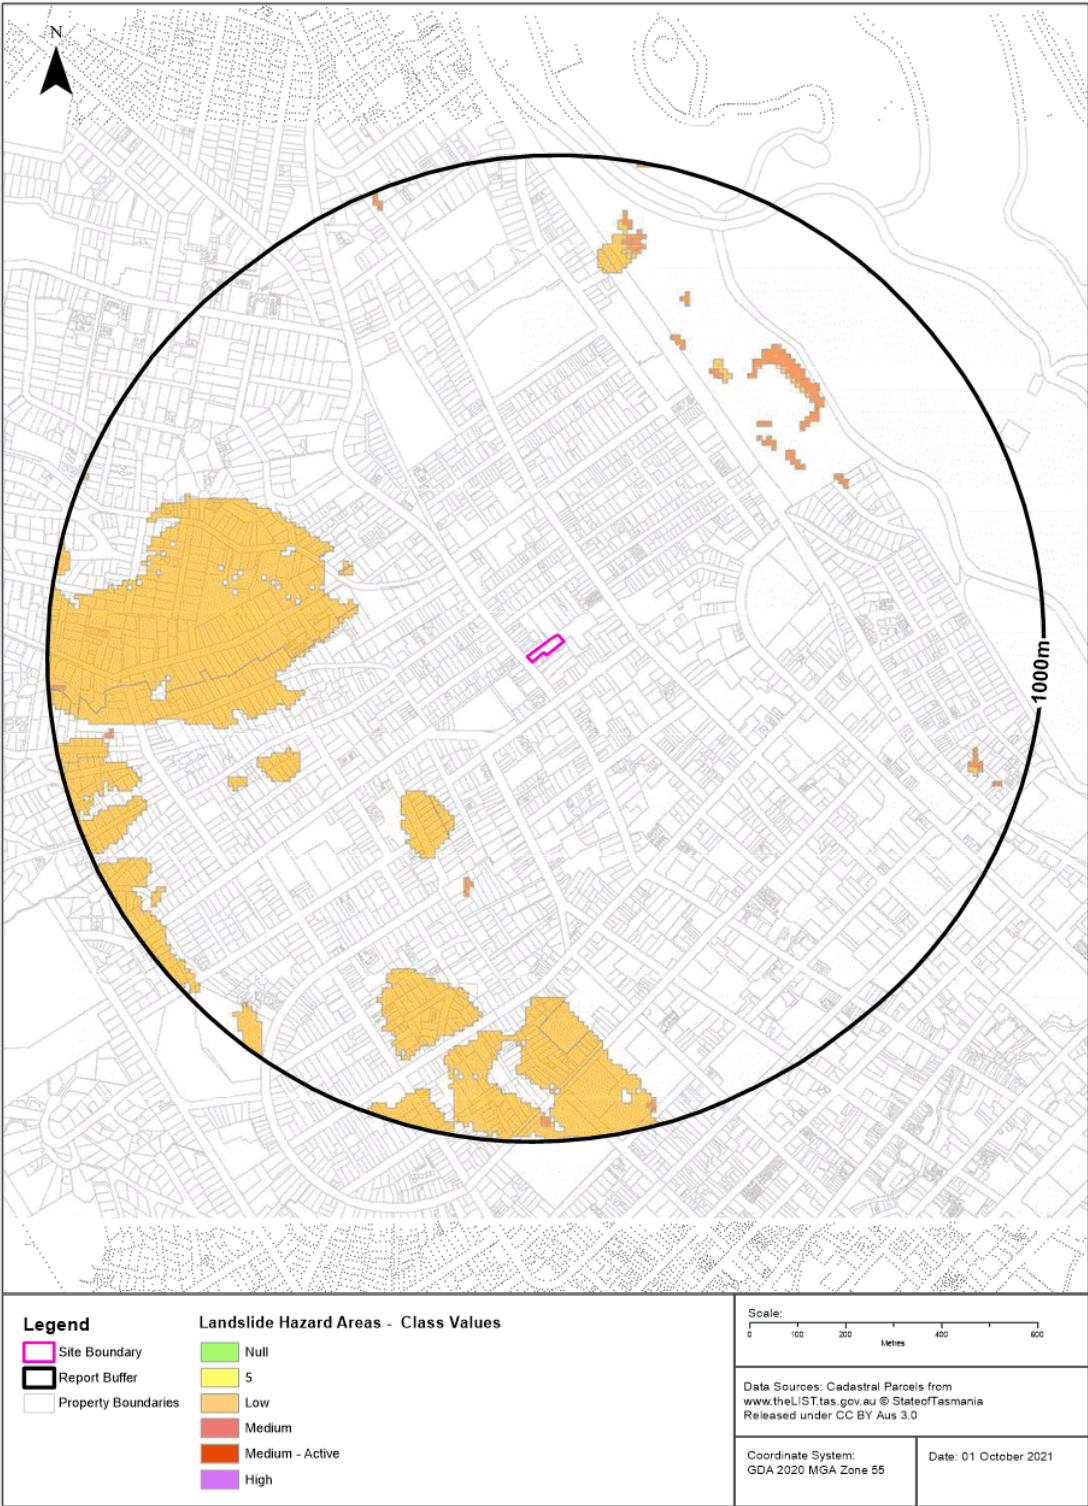 N
1000m
Legend
Site Boundary
Report Buffer
Property Boundaries
Landslide Hazard Areas - Class Values
Null
5
Low
Medium
Medium - Active
High
Scale:
0 100 200 400 600
Metres
Data Sources: Cadastral Parcels from
www.theLIST.tas.gov.au © StateofTasmania
Released under CC BY Aus 3.0
Coordinate System:
GDA 2020 MGA Zone 55
Date: 01 October 2021